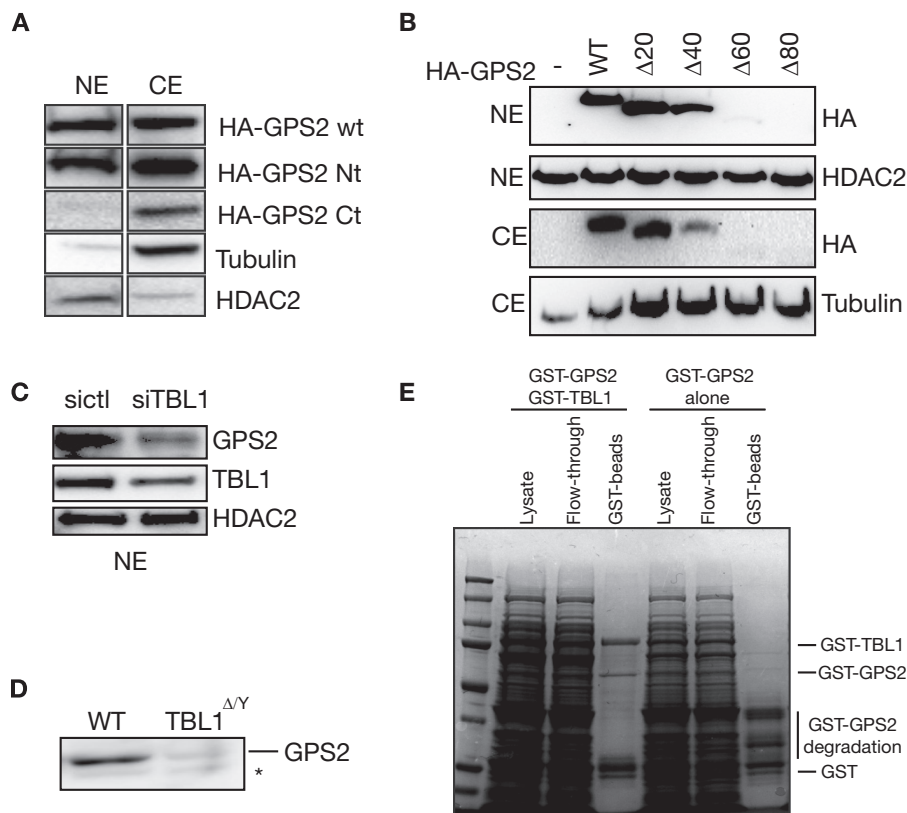 A
NE CE
HA-GPS2 wt
HA-GPS2 Nt
HA-GPS2 Ct
Tubulin
HDAC2
B
HA-GPS2 - WT Δ20 Δ40 Δ60 Δ80
NE HA
NE HDAC2
CE HA
CE Tubulin
C
sictl siTBL1
GPS2
TBL1
HDAC2
NE
D
WT TBL1Δ/Y
GPS2
*
E
GST-GPS2 GST-GPS2
GST-TBL1 alone
Lysate Flow-through GST-beads Lysate Flow-through GST-beads
GST-TBL1
GST-GPS2
GST-GPS2
degradation
GST